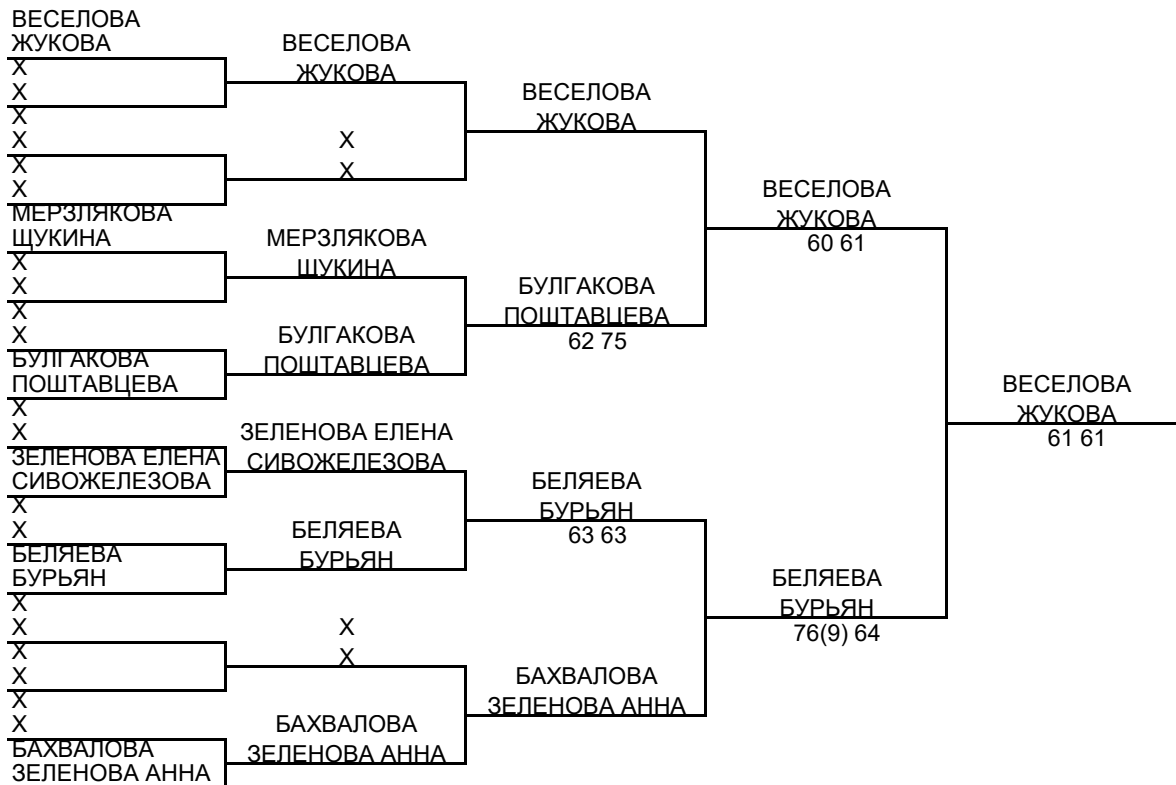 ВЕСЕЛОВА
ЖУКОВА
X
X
X
X
X
X
МЕРЗЛЯКОВА
ЩУКИНА
X
X
X
X
БУЛГАКОВА
ПОШТАВЦЕВА
X
X
ЗЕЛЕНОВА ЕЛЕНА
СИВОЖЕЛЕЗОВА
X
X
БЕЛЯЕВА
БУРЬЯН
X
X
X
X
X
X
БАХВАЛОВА
ЗЕЛЕНОВА АННА
ВЕСЕЛОВА
ЖУКОВА
X
X
МЕРЗЛЯКОВА
ЩУКИНА
БУЛГАКОВА
ПОШТАВЦЕВА
ЗЕЛЕНОВА ЕЛЕНА
СИВОЖЕЛЕЗОВА
БЕЛЯЕВА
БУРЬЯН
X
X
БАХВАЛОВА
ЗЕЛЕНОВА АННА
ВЕСЕЛОВА
ЖУКОВА
БУЛГАКОВА
ПОШТАВЦЕВА
62 75
БЕЛЯЕВА
БУРЬЯН
63 63
БАХВАЛОВА
ЗЕЛЕНОВА АННА
ВЕСЕЛОВА
ЖУКОВА
60 61
БЕЛЯЕВА
БУРЬЯН
76(9) 64
ВЕСЕЛОВА
ЖУКОВА
61 61